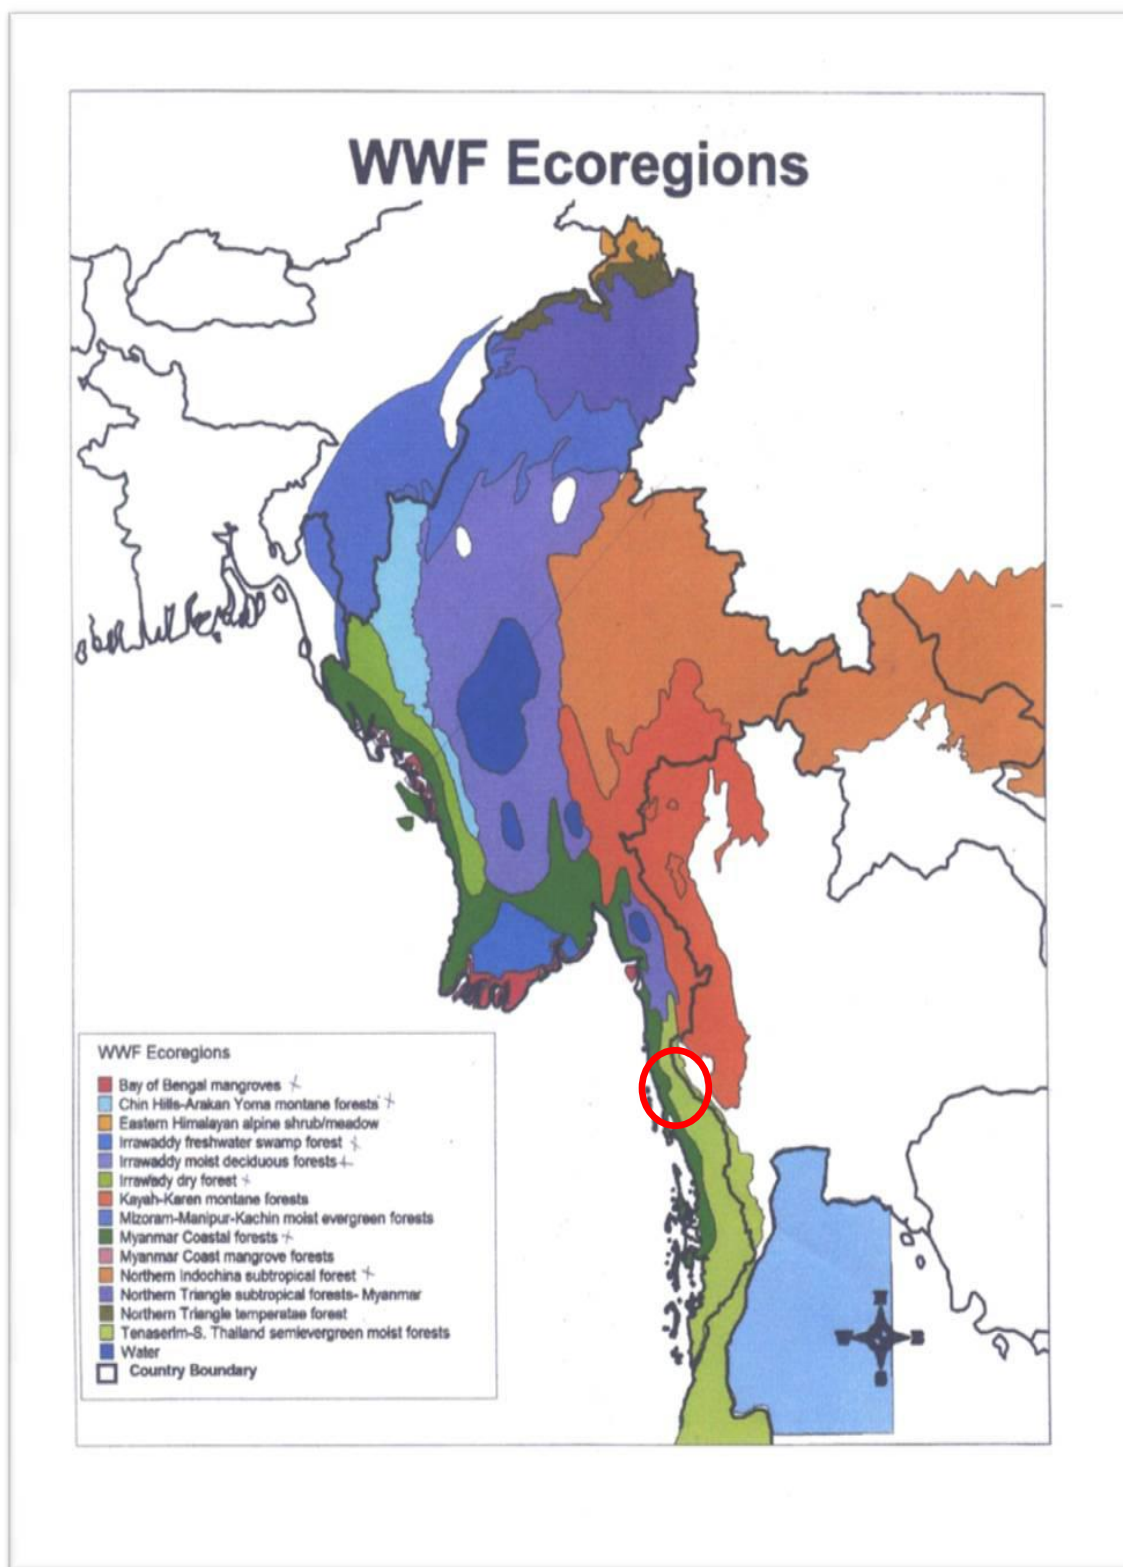 WWF Ecoregions
WWF Ecoregions
Bay of Bengal mangroves
Chin Hills-Arakan Yoma montane forests
Eastern Himalayan alpine shrub/meadow
Irrawaddy freshwater swamp forest
Irrawaddy moist deciduous forests
Irrawady dry forest
Kayah-Karen montane forests
Mizoram-Manipur-Kachin moist evergreen forests
Myanmar Coastal forests
Myanmar Coast mangrove forests
Northern Indochina subtropical forest
Northern Triangle subtropical forests- Myanmar
Northern Triangle temperatae forest
Tenaserim-S. Thailand semievergreen moist forests
Water
Country Boundary
N
W
E
S